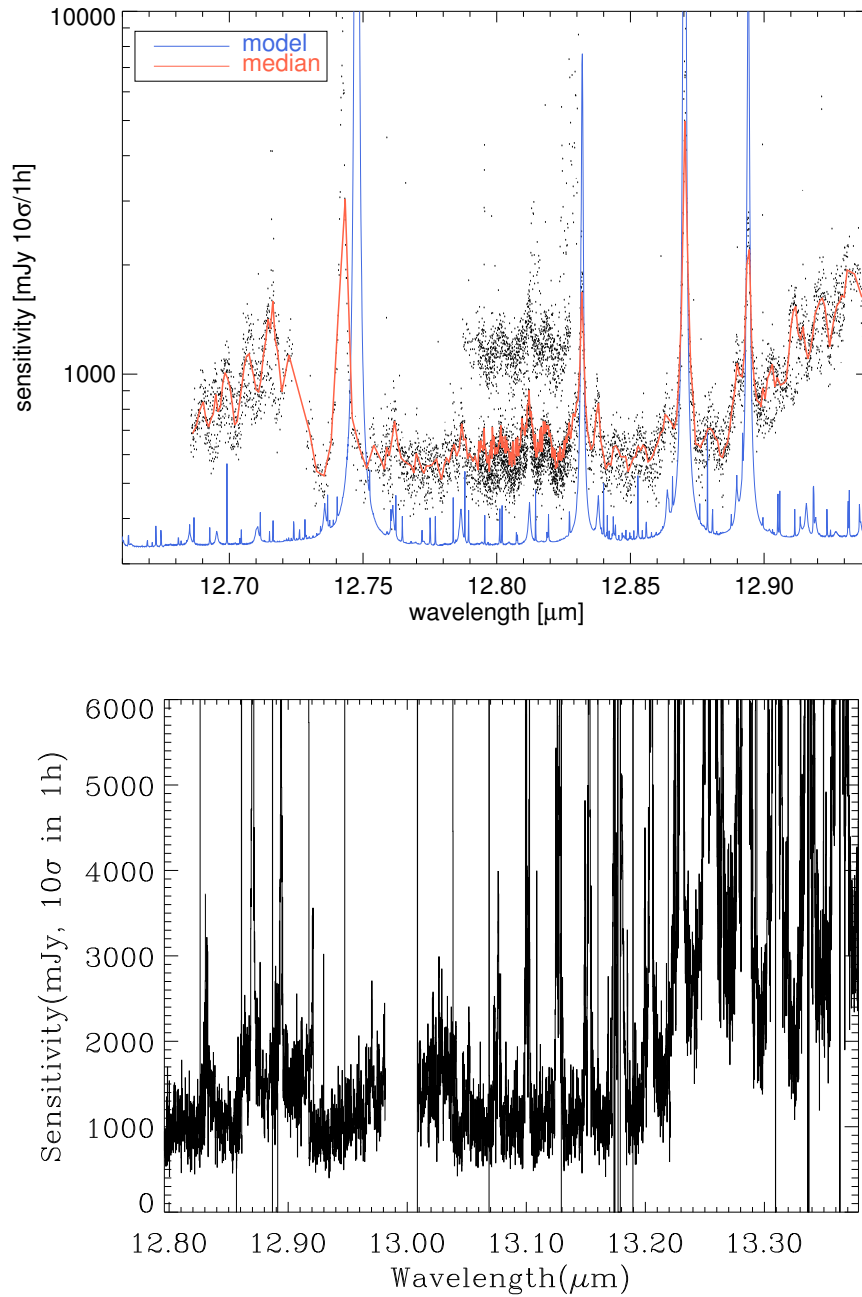 10000
model
median
1000
sensitivity [mJy 10σ/1h]
12.70 12.75 12.80 12.85 12.90
wavelength [μm]
6000
5000
4000
3000
2000
1000
0
Sensitivity(mJy, 10σ in 1h)
12.80 12.90 13.00 13.10 13.20 13.30
Wavelength(μm)